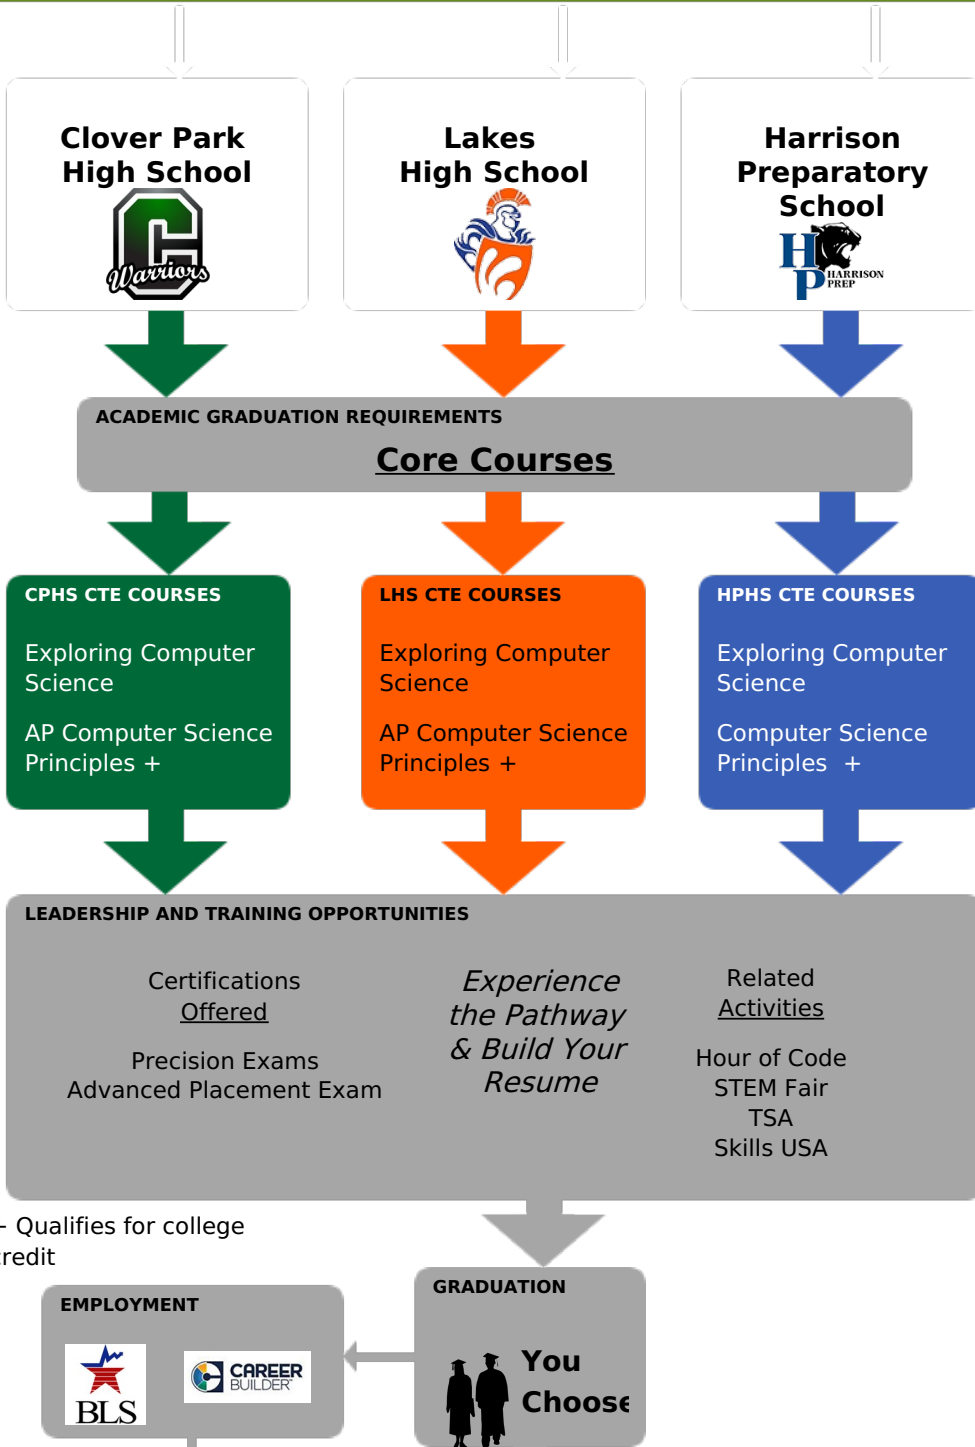 Clover Park
High School
Warriors
Lakes
High School
Harrison
Preparatory
School
HP
HARRISON
PREP
ACADEMIC GRADUATION REQUIREMENTS
Core Courses
CPHS CTE COURSES
Exploring Computer
Science
AP Computer Science
Principles +
LHS CTE COURSES
Exploring Computer
Science
AP Computer Science
Principles +
HPHS CTE COURSES
Exploring Computer
Science
Computer Science
Principles +
LEADERSHIP AND TRAINING OPPORTUNITIES
Certifications
Offered
Precision Exams
Advanced Placement Exam
Experience
the Pathway
& Build Your
Resume
Related
Activities
Hour of Code
STEM Fair
TSA
Skills USA
- Qualifies for college
credit
EMPLOYMENT
BLS
CAREER
BUILDER
GRADUATION
You
Choose